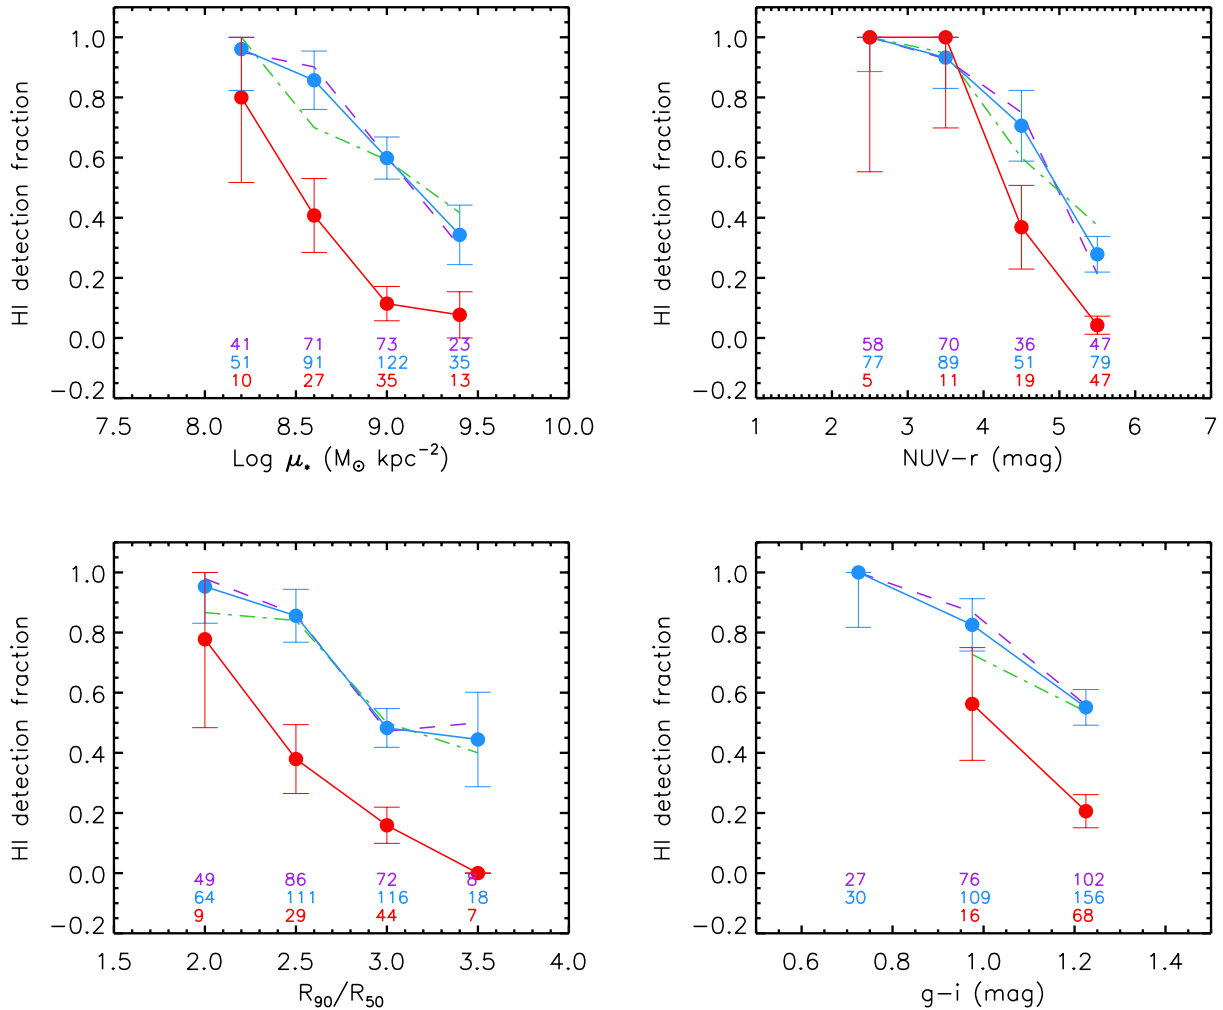 1.0
0.8
0.6
0.4
0.2
0.0
−0.2
HI detection fraction
41 71 73 23
51 91 122 35
10 27 35 13
7.5 8.0 8.5 9.0 9.5 10.0
Log μ* (M☉ kpc−2)
1.0
0.8
0.6
0.4
0.2
0.0
−0.2
HI detection fraction
58 70 36 47
77 89 51 79
5 11 19 47
1 2 3 4 5 6 7
NUV−r (mag)
1.0
0.8
0.6
0.4
0.2
0.0
−0.2
HI detection fraction
49 86 72 8
64 111 116 18
9 29 44 7
1.5 2.0 2.5 3.0 3.5 4.0
R90/R50
1.0
0.8
0.6
0.4
0.2
0.0
−0.2
HI detection fraction
27 76 102
30 109 156
16 68
0.6 0.8 1.0 1.2 1.4
g−i (mag)